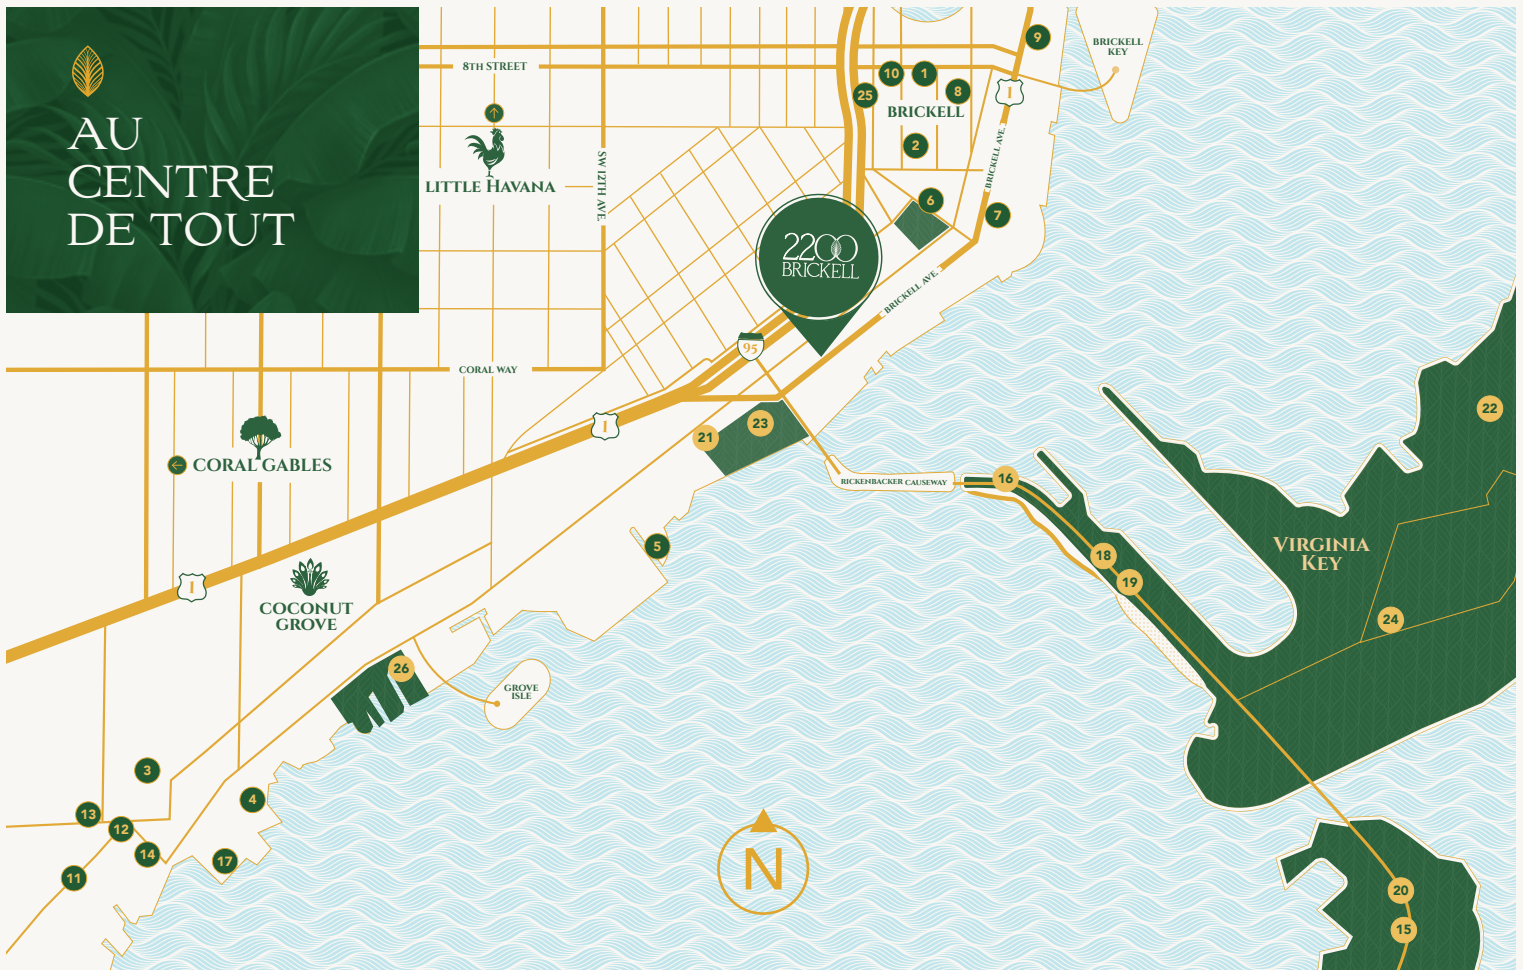 AU
CENTRE
DE TOUT
8TH STREET
LITTLE HAVANA
SW 12TH AVE.
CORAL WAY
CORAL GABLES
COCONUT
GROVE
GROVE
ISLE
BRICKELL
BRICKELL
KEY
BRICKELL AVE.
BRICKELL AVE.
2200
BRICKELL
95
1
1
1
RICKENBACKER CAUSEWAY
VIRGINIA
KEY
N
9
10
1
8
25
2
6
7
21
23
5
16
18
19
22
24
26
3
4
13
12
14
11
17
20
15